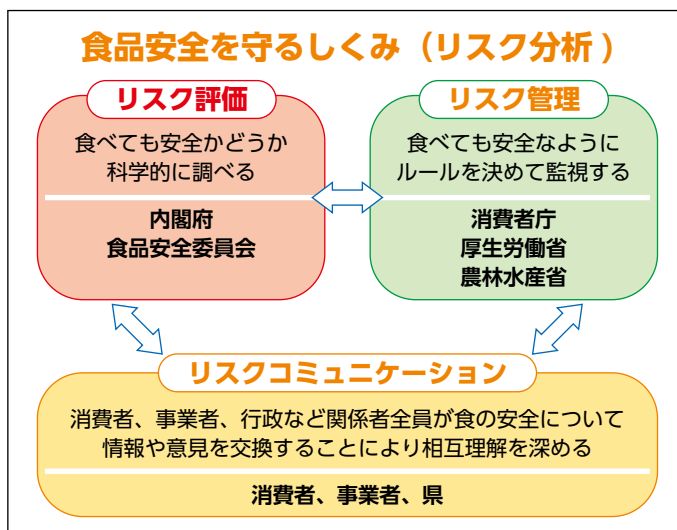 食品安全を守るしくみ（リスク分析）
リスク評価
食べても安全かどうか
科学的に調べる
内閣府
食品安全委員会
リスク管理
食べても安全なように
ルールを決めて監視する
消費者庁
厚生労働省
農林水産省
リスクコミュニケーション
消費者、事業者、行政など関係者全員が食の安全について
情報や意見を交換することにより相互理解を深める
消費者、事業者、県